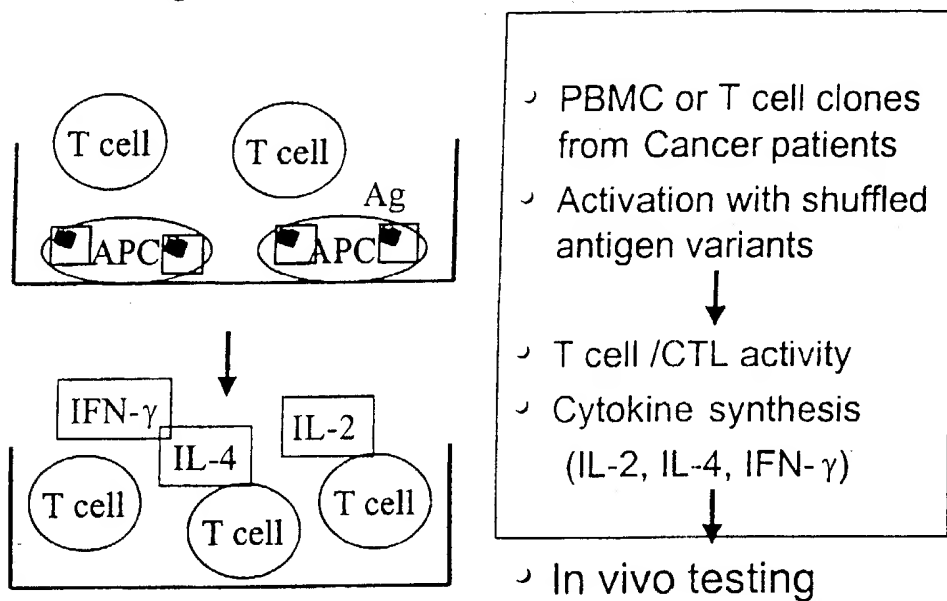 T cell
T cell
Ag
APC
APC
IFN-γ
IL-4
IL-2
T cell
T cell
T cell
PBMC or T cell clones
from Cancer patients
Activation with shuffled
antigen variants
T cell /CTL activity
Cytokine synthesis
(IL-2, IL-4, IFN- γ)
In vivo testing